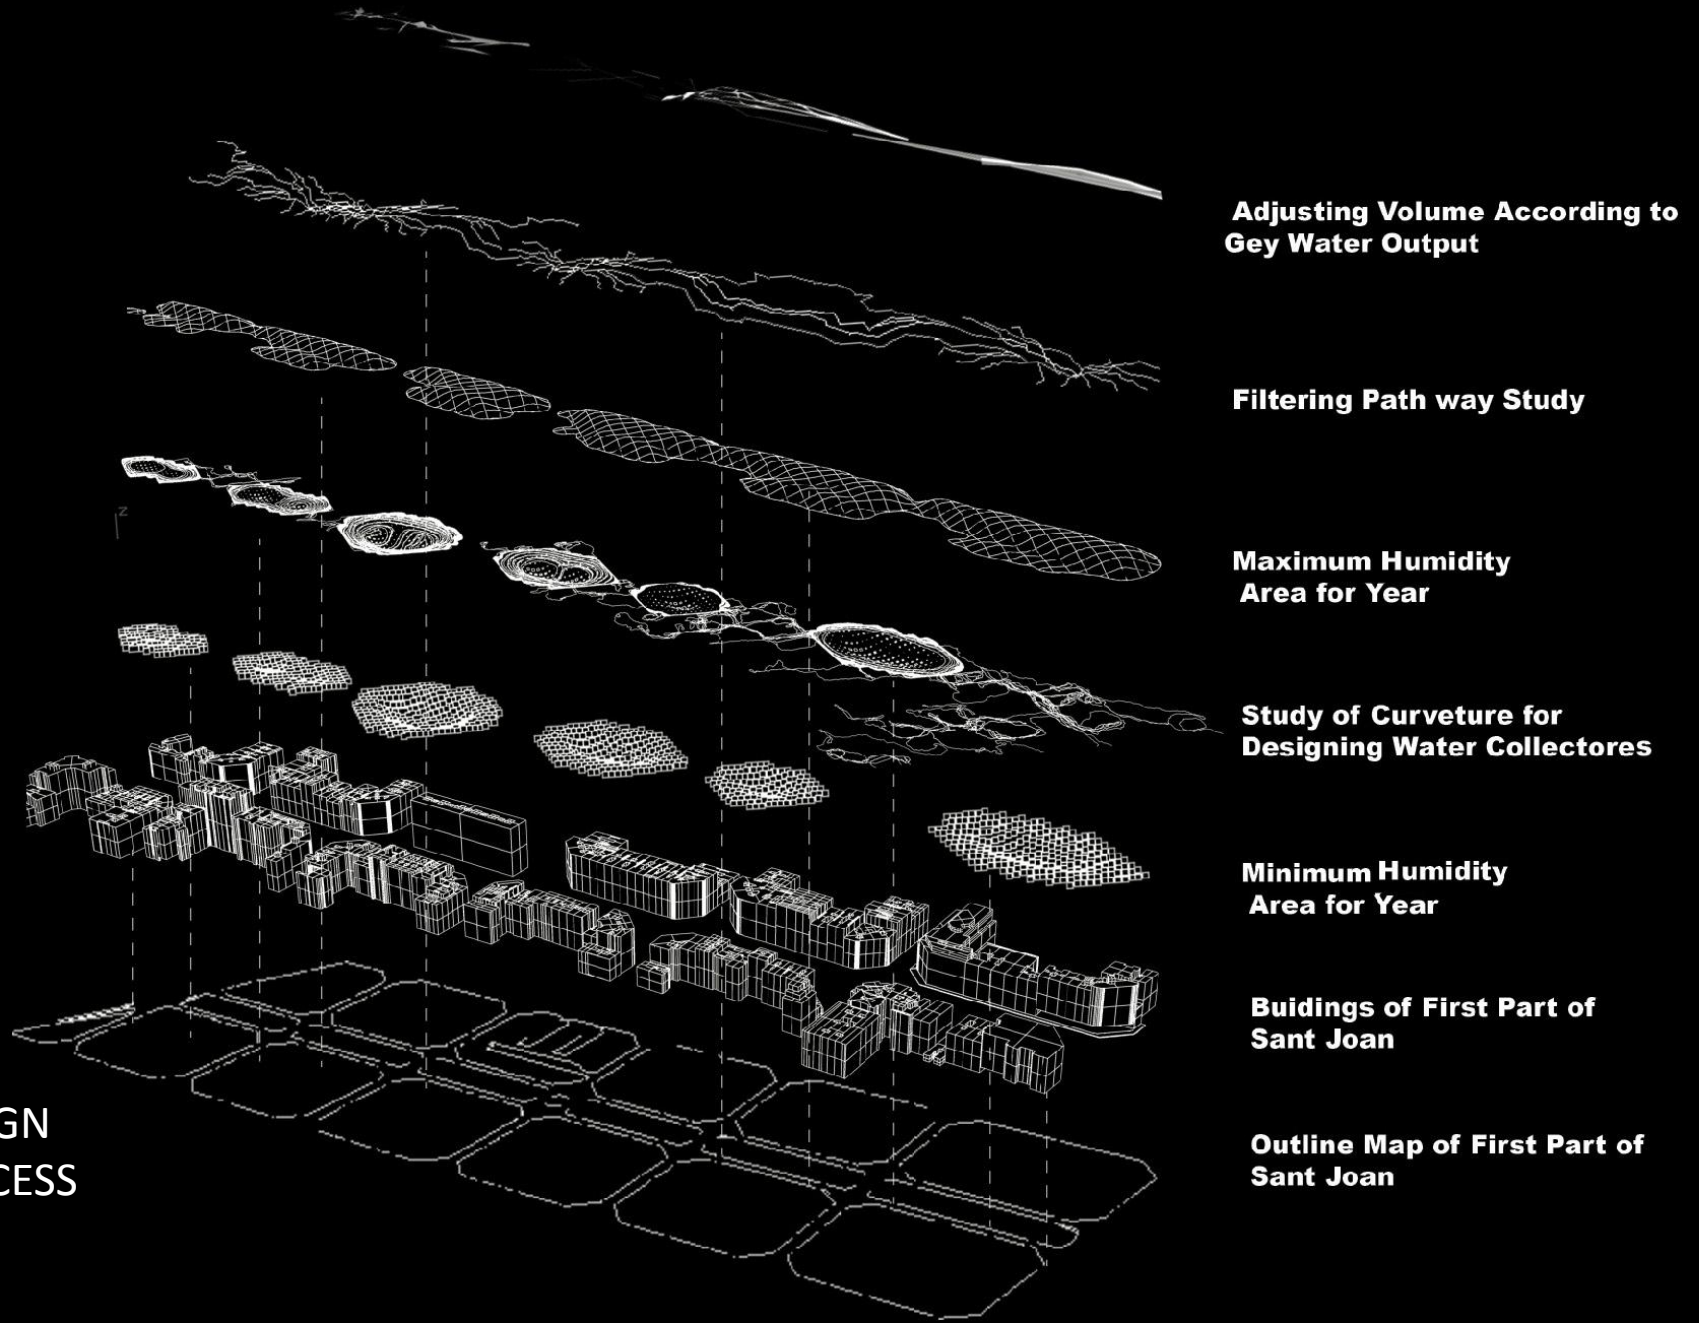 Adjusting Volume According to
Gey Water Output
Filtering Path way Study
Maximum Humidity
Area for Year
z
Study of Curveture for
Designing Water Collectores
Minimum Humidity
Area for Year
Buidings of First Part of
Sant Joan
GN
CESS
Outline Map of First Part of
Sant Joan